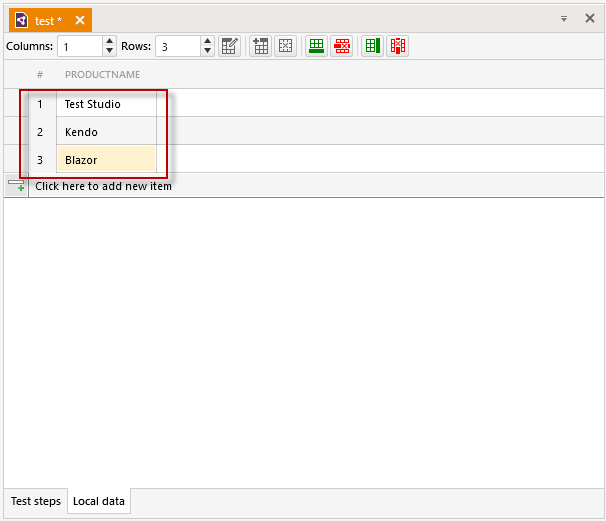 test *
Columns: 1 Rows: 3
# PRODUCTNAME
1 Test Studio
2 Kendo
3 Blazor
Click here to add new item
Test steps Local data